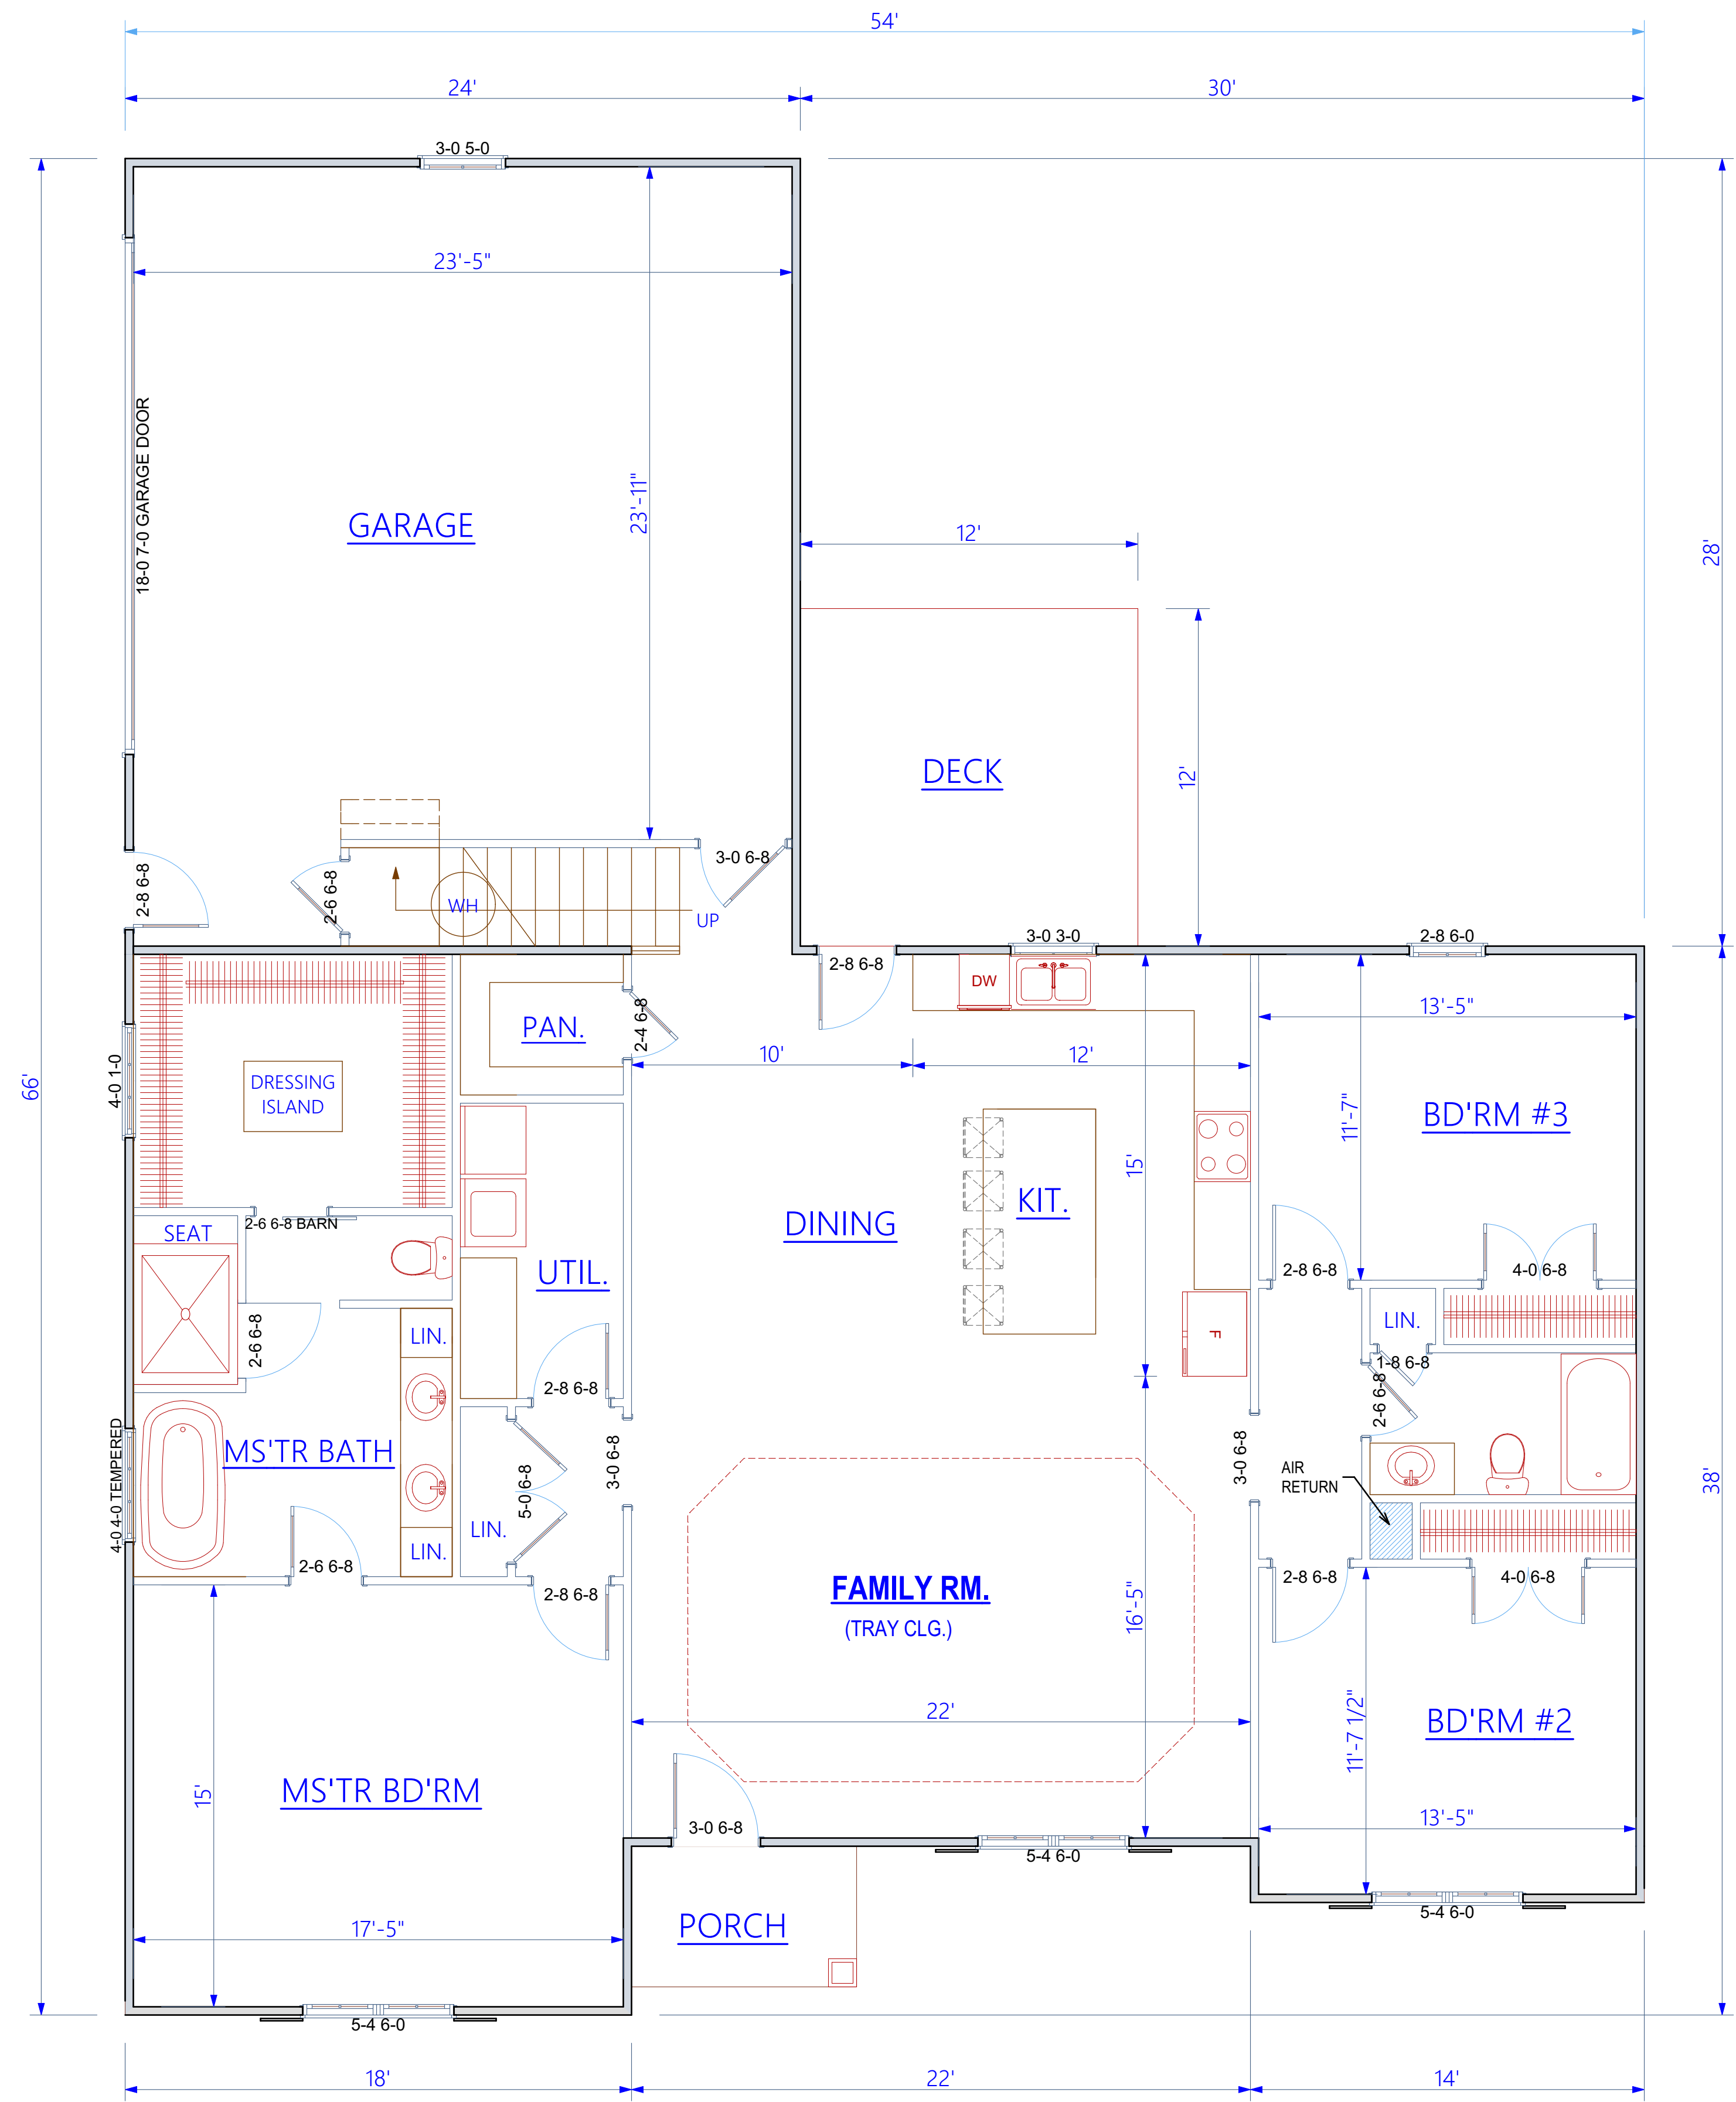 54'
24'
30'
3-0 5-0
23'-5"
18-0 7-0 GARAGE DOOR
23'-11"
GARAGE
12'
28'
DECK
12'
2-8 6-8
2-6 6-8
WH
UP
3-0 6-8
66'
2-8 6-8
3-0 3-0
2-8 6-0
DW
13'-5"
PAN.
2-4 6-8
10'
12'
4-0 1-0
DRESSING
ISLAND
11'-7"
BD'RM #3
15'
KIT.
DINING
SEAT
2-6 6-8 BARN
UTIL.
2-8 6-8
4-0 6-8
LIN.
LIN.
F
2-6 6-8
1-8 6-8
2-6 6-8
2-8 6-8
4-0 4-0 TEMPERED
MS'TR BATH
5-0 6-8
3-0 6-8
3-0 6-8
AIR
RETURN
38'
LIN.
LIN.
2-6 6-8
2-8 6-8
2-8 6-8
4-0 6-8
FAMILY RM.
(TRAY CLG.)
16'-5"
22'
11'-7 1/2"
BD'RM #2
15'
MS'TR BD'RM
3-0 6-8
13'-5"
5-4 6-0
5-4 6-0
17'-5"
PORCH
5-4 6-0
18'
22'
14'